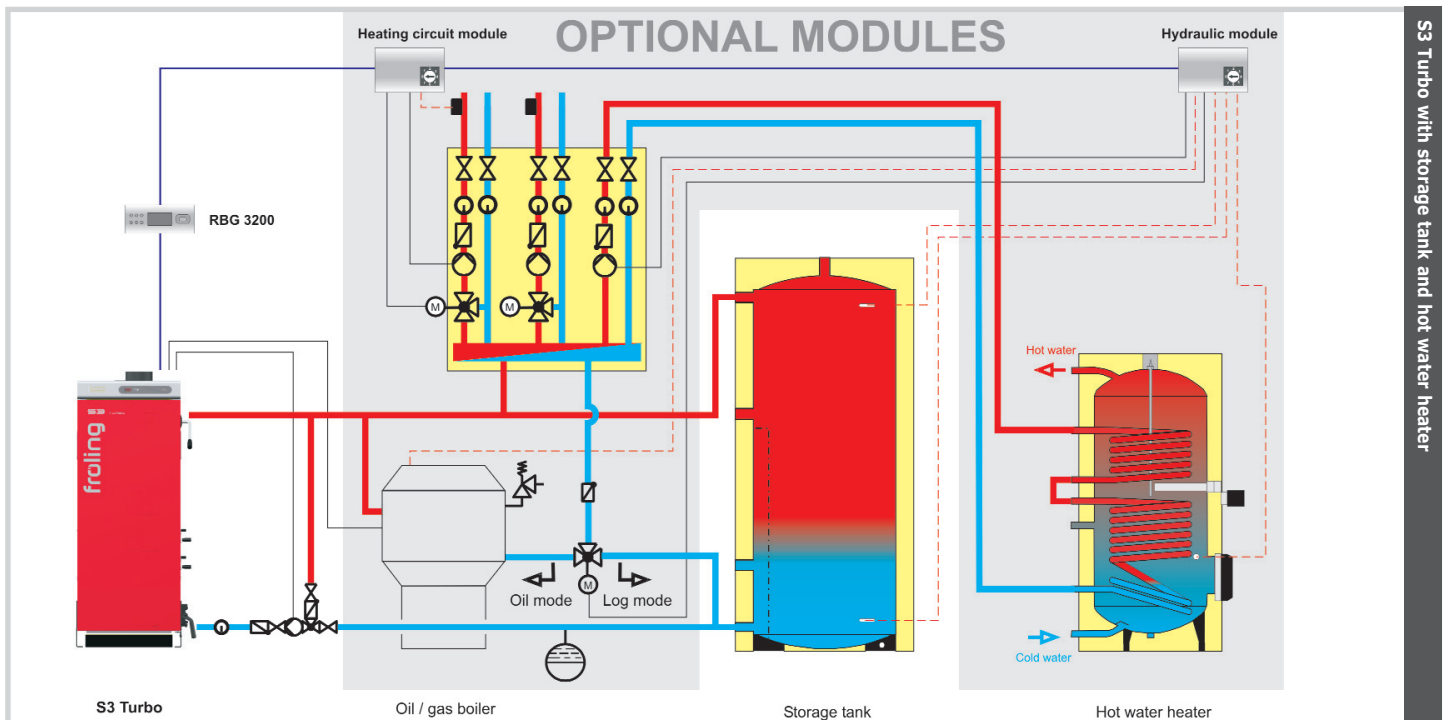 OPTIONAL MODULES
Heating circuit module
Hydraulic module
RBG 3200
M
M
Hot water
froling
Oil mode
M
Log mode
Cold water
S3 Turbo
Oil / gas boiler
Storage tank
Hot water heater
S3 Turbo with storage tank and hot water heater